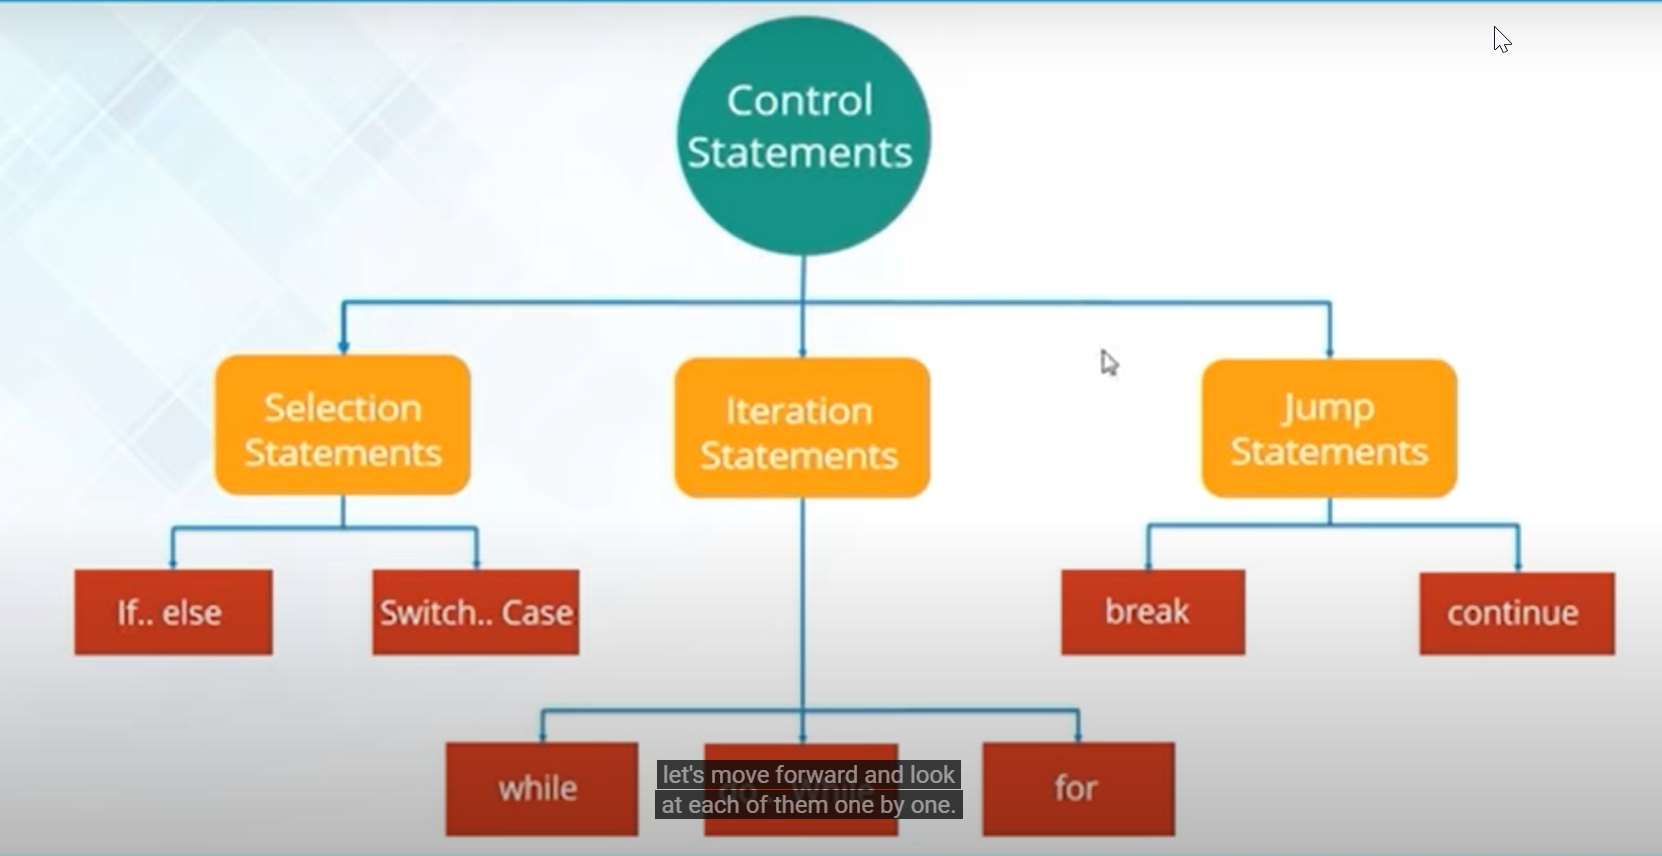 Control
Statements
Selection
Statements
Iteration
Statements
Jump
Statements
If.. else
Switch.. Case
break
continue
while
for
let's move forward and look
at each of them one by one.